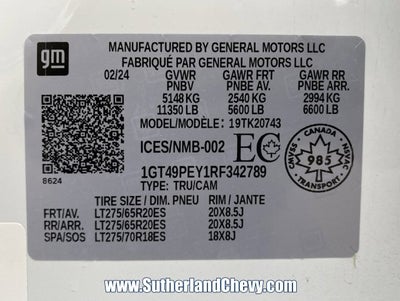 gm
MANUFACTURED BY GENERAL MOTORS LLC
FABRIQUÉ PAR GENERAL MOTORS LLC
02/24 GVWR GAWR FRT GAWR RR
PNBV PNBE AV. PNBE ARR.
5148 KG 2540 KG 2994 KG
11350 LB 5600 LB 6600 LB
MODEL/MODÈLE: 19TK20743
ICES/NMB-002 EC
CANADA
985
CMVSS NSVAC
8624
1GT49PEY1RF342789
TYPE: TRU/CAM
TIRE SIZE / DIM. PNEU RIM / JANTE
FRT/AV. LT275/65R20ES 20X8.5J
RR/ARR. LT275/65R20ES 20X8.5J
SPA/SOS LT275/70R18ES 18X8J
www.SutherlandChevy.com